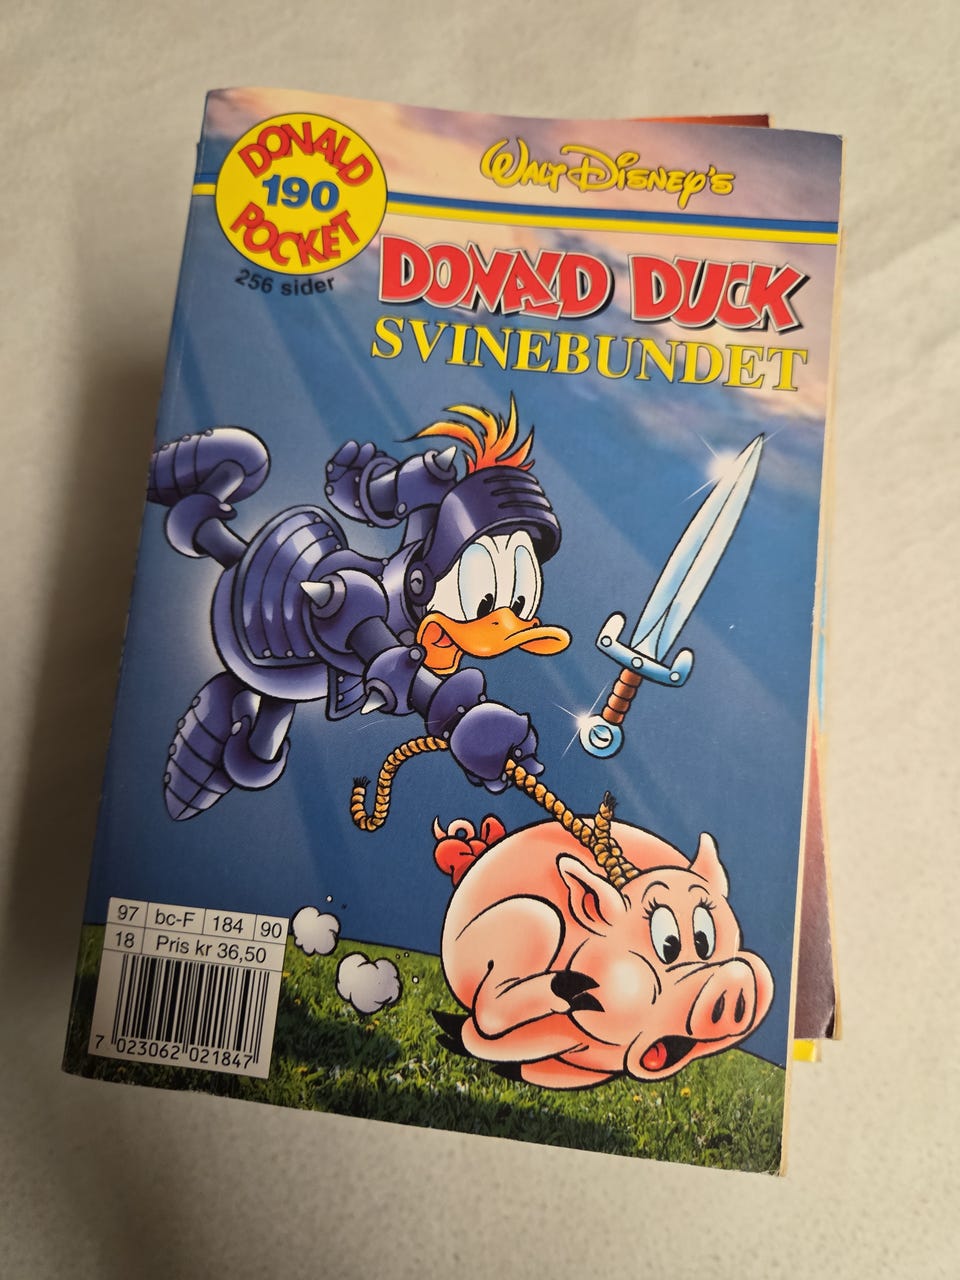 DONALD
190
POCKET
256 sider
WALT DISNEY'S
DONALD DUCK
SVINEBUNDET
97 bc-F 184 90
18 Pris kr 36,50
7 023062 021847